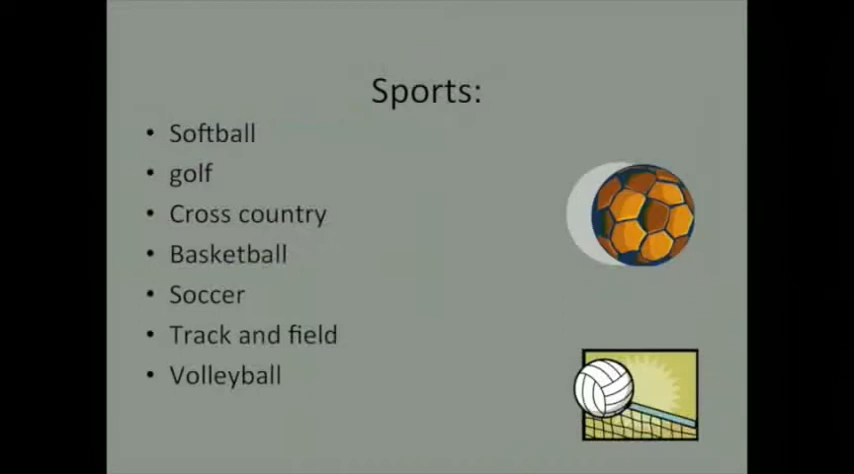 Sports:
• Softball
• golf
• Cross country
• Basketball
• Soccer
• Track and field
• Volleyball